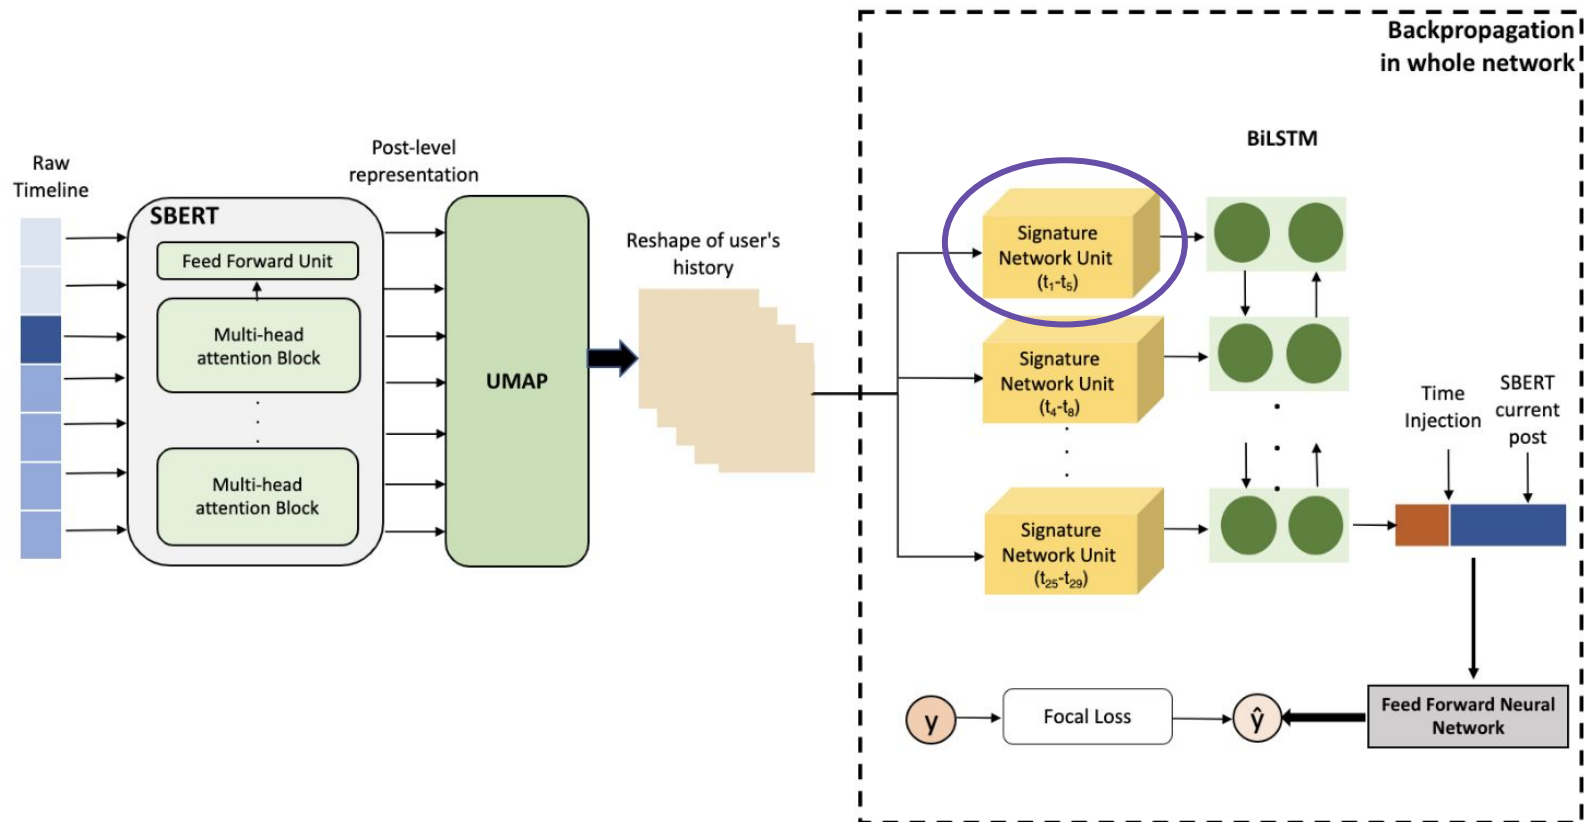 Backpropagation
in whole network
BiLSTM
Raw
Timeline
Post-level
representation
SBERT
Feed Forward Unit
Multi-head
attention Block
Multi-head
attention Block
UMAP
Reshape of user's
history
Signature
Network Unit
(t₁-t₅)
Signature
Network Unit
(t₄-t₈)
Signature
Network Unit
(t₂₅-t₂₉)
Time
Injection
SBERT
current
post
y
Focal Loss
ŷ
Feed Forward Neural
Network